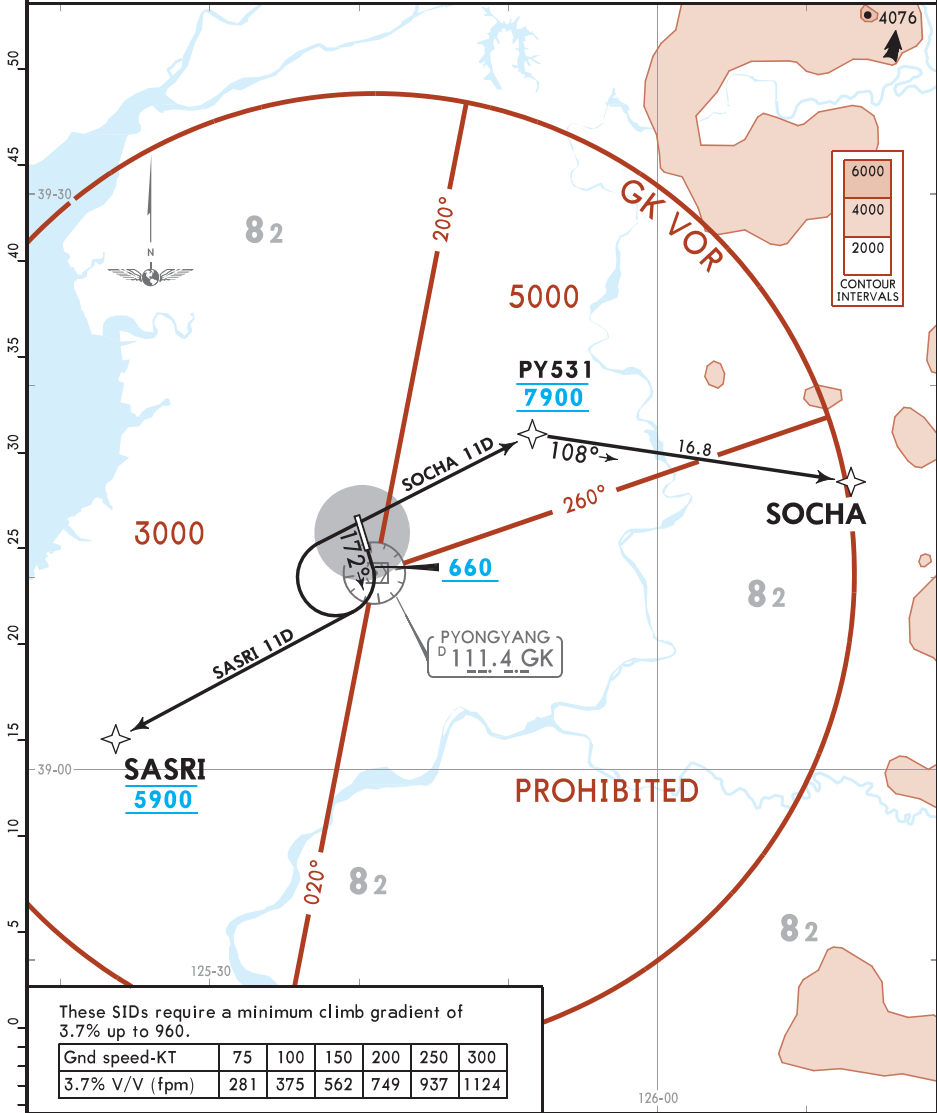 4076
50
45
40
35
30
25
20
15
10
5
0
39-30
N
8 2
200°
GK VOR
6000
4000
2000
CONTOUR
INTERVALS
5000
PY531
7900
SOCHA 11D
108°
16.8
260°
SOCHA
3000
172°
660
8 2
PYONGYANG
D 111.4 GK
SASRI 11D
SASRI
5900
39-00
PROHIBITED
020°
8 2
8 2
125-30
These SIDs require a minimum climb gradient of
3.7% up to 960.
Gnd speed-KT 75 100 150 200 250 300
3.7% V/V (fpm) 281 375 562 749 937 1124
126-00